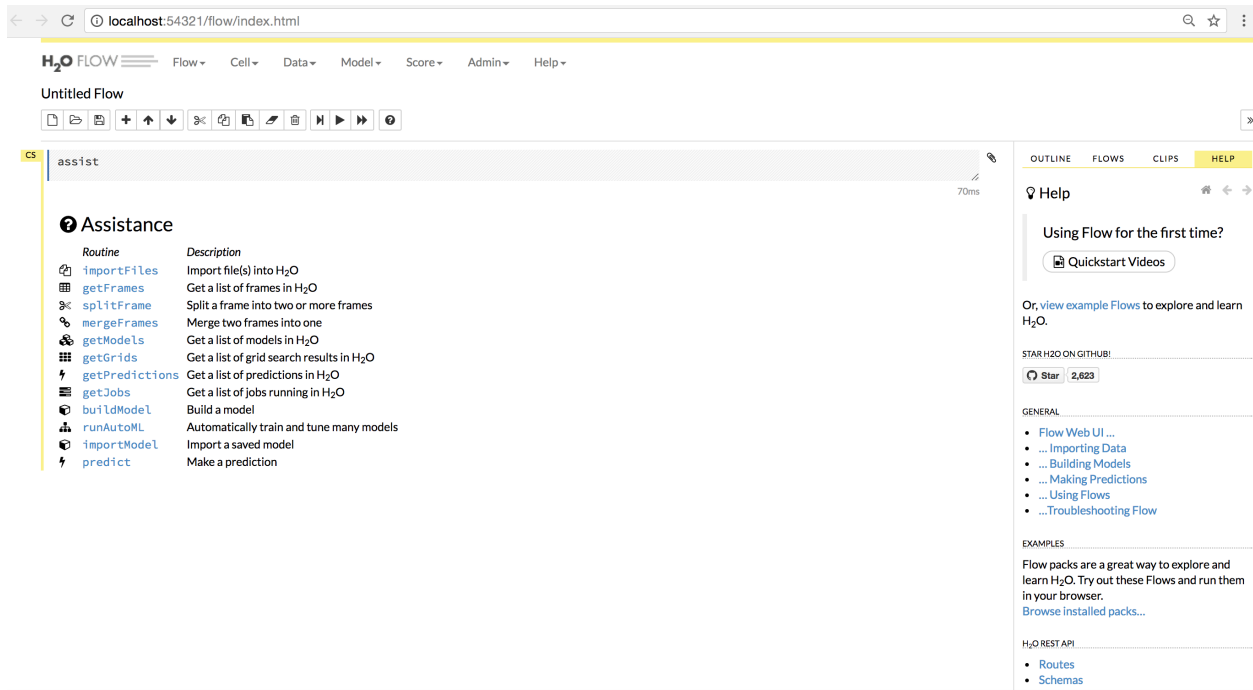 localhost:54321/flow/index.html
H2O FLOW Flow Cell Data Model Score Admin Help
Untitled Flow
CS
assist
70ms
Assistance
Routine Description
importFiles Import file(s) into H2O
getFrames Get a list of frames in H2O
splitFrame Split a frame into two or more frames
mergeFrames Merge two frames into one
getModels Get a list of models in H2O
getGrids Get a list of grid search results in H2O
getPredictions Get a list of predictions in H2O
getJobs Get a list of jobs running in H2O
buildModel Build a model
runAutoML Automatically train and tune many models
importModel Import a saved model
predict Make a prediction
OUTLINE FLOWS CLIPS HELP
Help
Using Flow for the first time?
Quickstart Videos
Or, view example Flows to explore and learn
H2O.
STAR H2O ON GITHUB!
Star 2,623
GENERAL
Flow Web UI ...
... Importing Data
... Building Models
... Making Predictions
... Using Flows
...Troubleshooting Flow
EXAMPLES
Flow packs are a great way to explore and
learn H2O. Try out these Flows and run them
in your browser.
Browse installed packs...
H2O REST API
Routes
Schemas